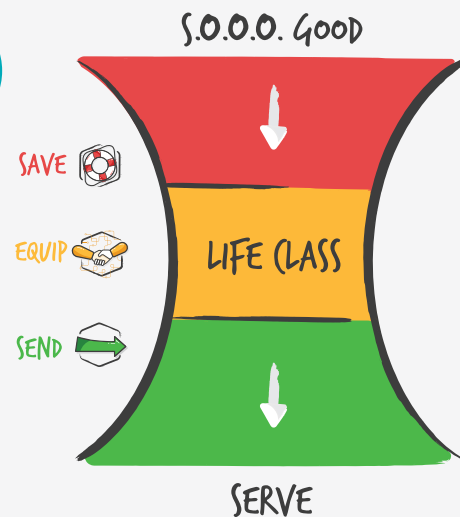 S.O.O.O. GOOD
SAVE
EQUIP
LIFE CLASS
SEND
SERVE